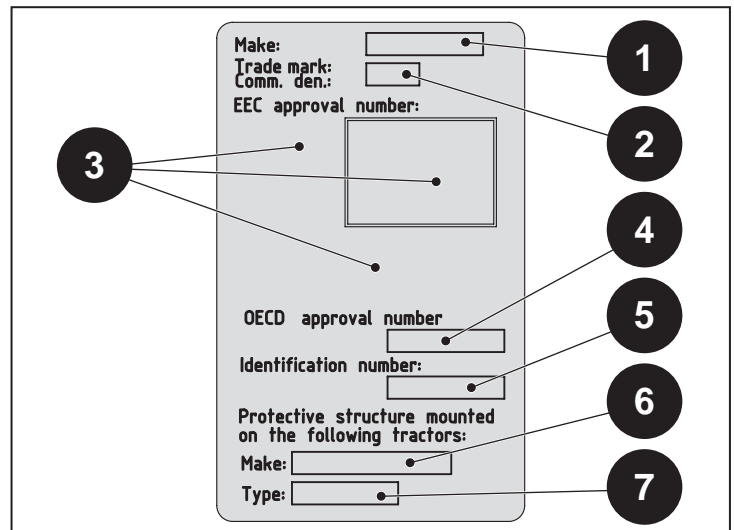 Make:
1
Trade mark:
Comm. den.:
2
EEC approval number:
3
4
OECD approval number
5
Identification number:
6
Protective structure mounted
on the following tractors:
Make:
Type:
7